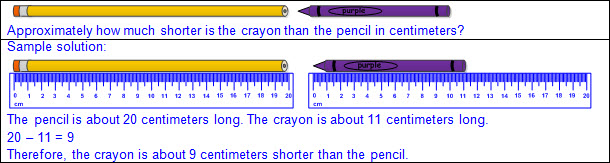 purple
Approximately how much shorter is the crayon than the pencil in centimeters?
Sample solution:
purple
0 1 2 3 4 5 6 7 8 9 10 11 12 13 14 15 16 17 18 19 20
cm
0 1 2 3 4 5 6 7 8 9 10 11 12 13 14 15 16 17 18 19 20
cm
The pencil is about 20 centimeters long. The crayon is about 11 centimeters long.
20 – 11 = 9
Therefore, the crayon is about 9 centimeters shorter than the pencil.